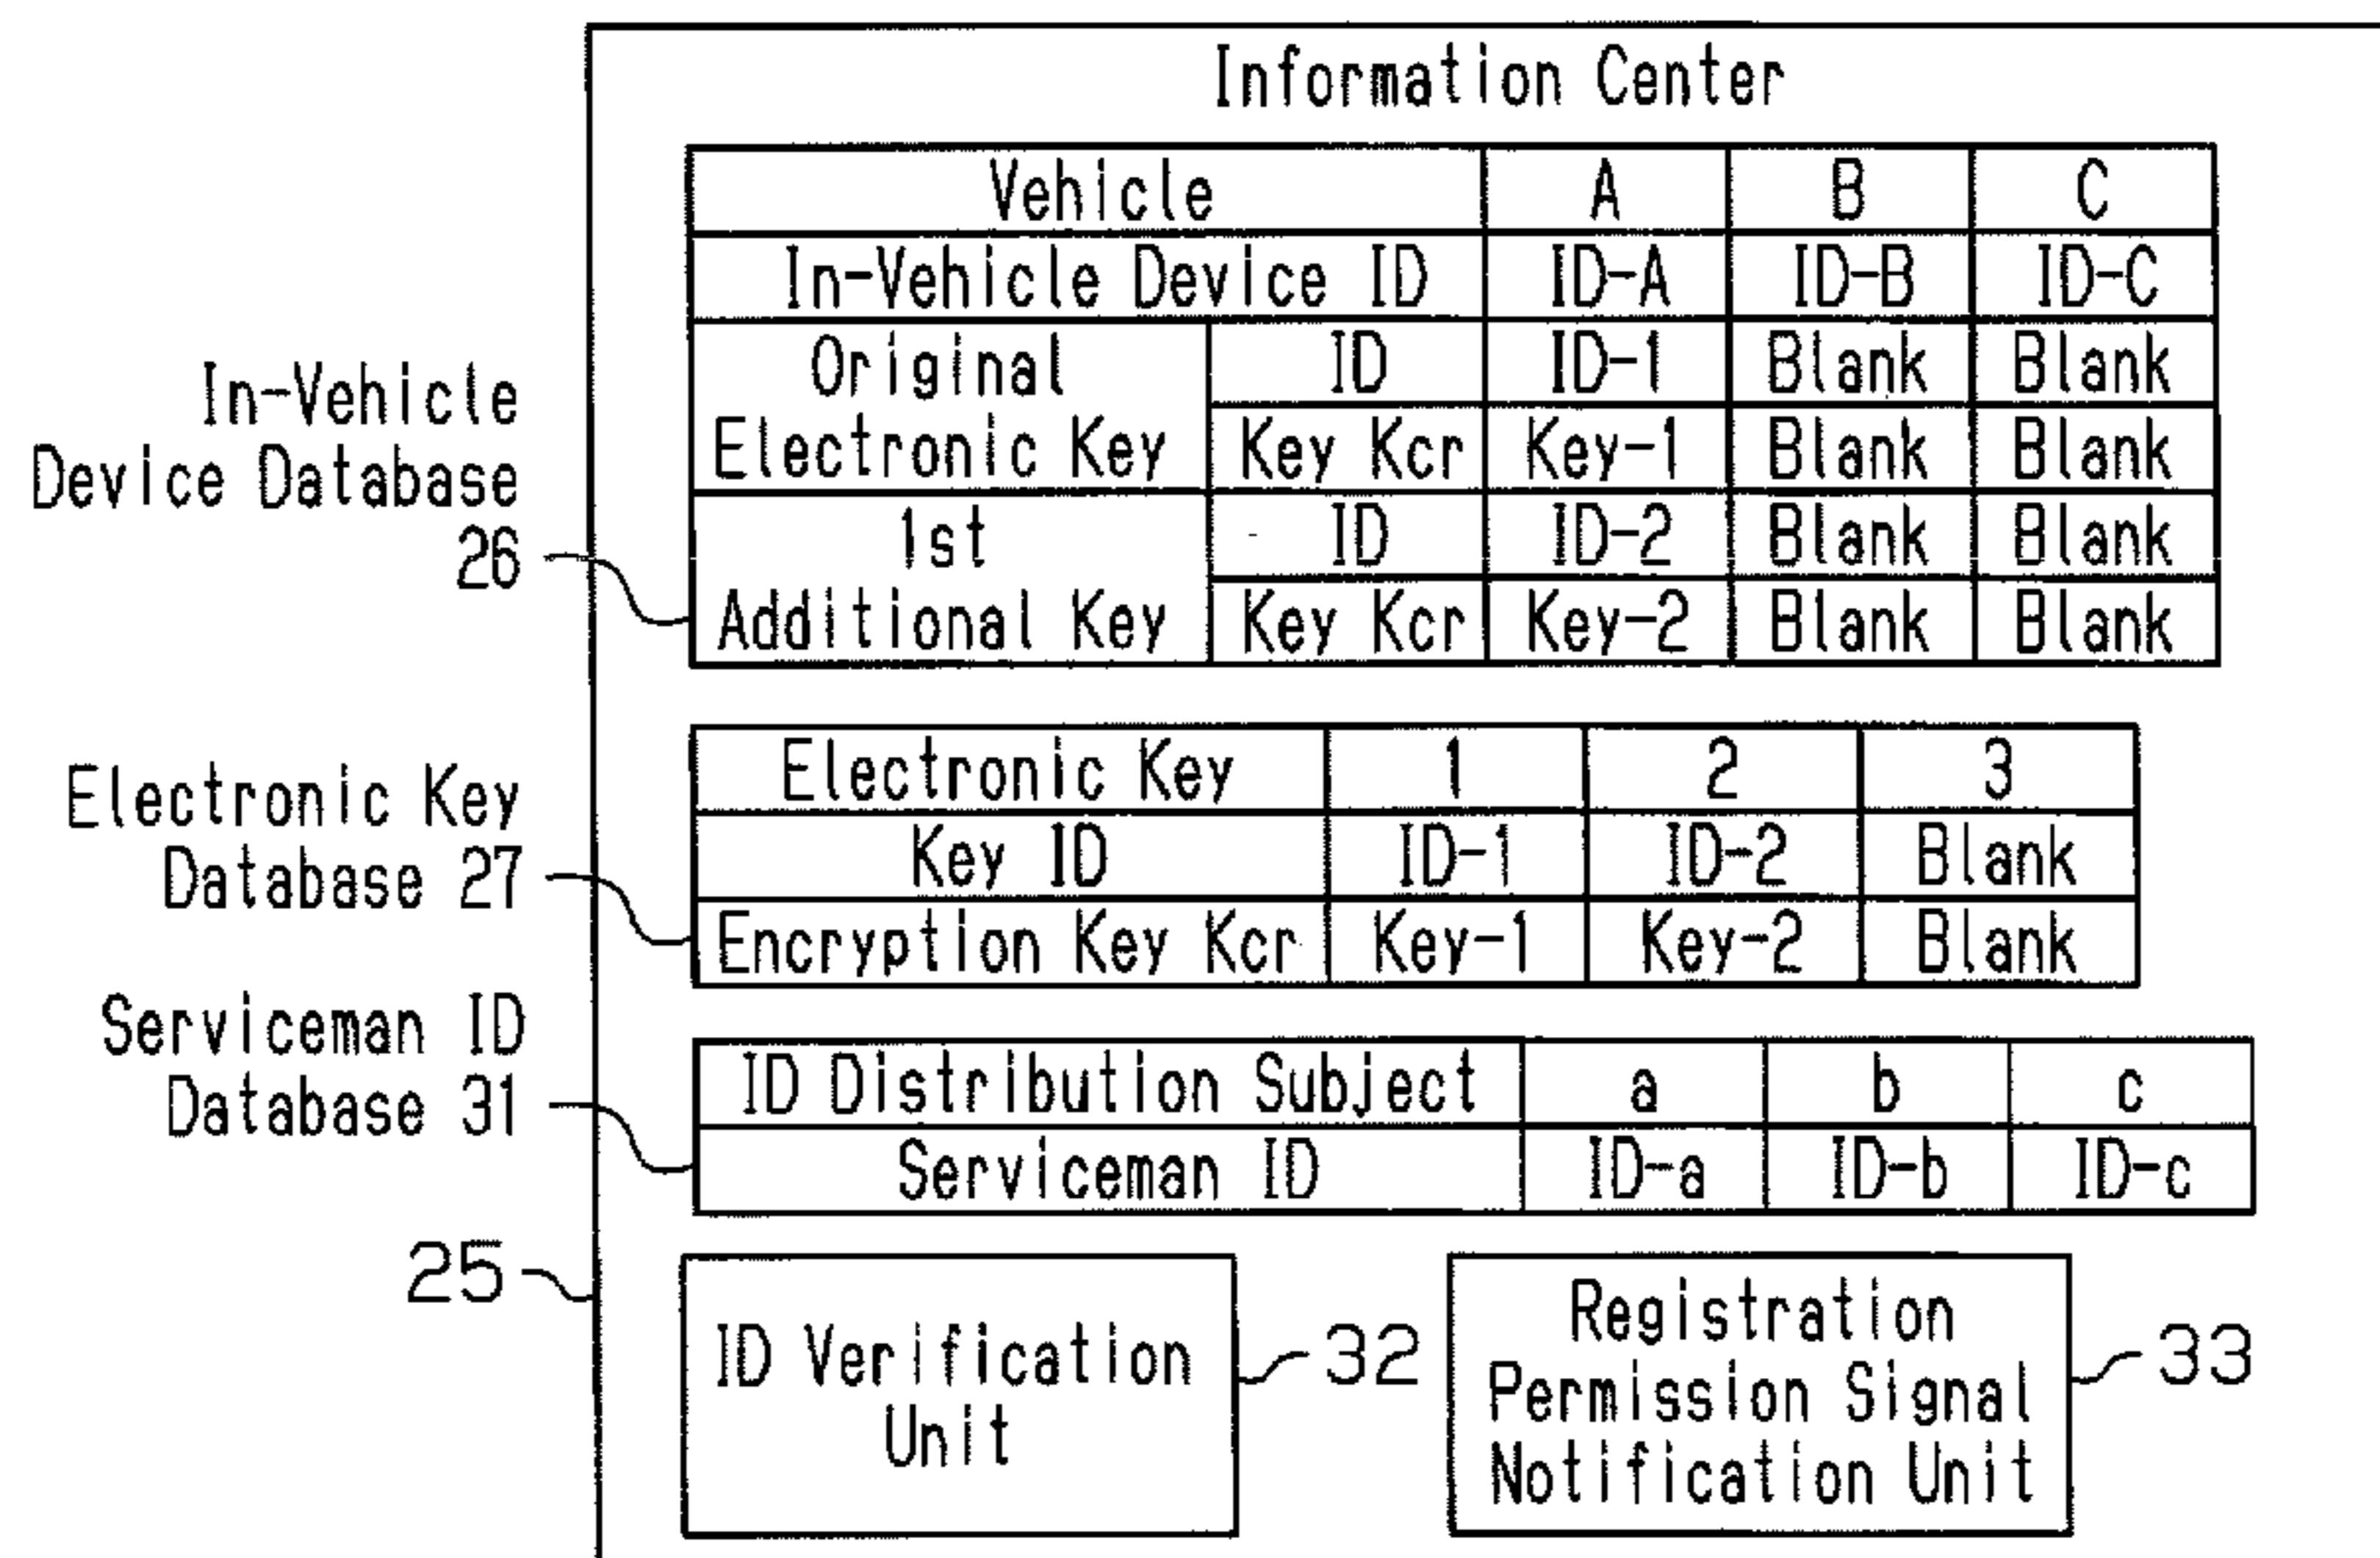 Information Center
Vehicle A B C
In-Vehicle Device ID ID-A ID-B ID-C
Original Electronic Key ID ID-1 Blank Blank
Key Kcr Key-1 Blank Blank
1st Additional Key ID ID-2 Blank Blank
Key Kcr Key-2 Blank Blank
In-Vehicle
Device Database
26
Electronic Key 1 2 3
Key ID ID-1 ID-2 Blank
Encryption Key Kcr Key-1 Key-2 Blank
Electronic Key
Database 27
ID Distribution Subject a b c
Serviceman ID ID-a ID-b ID-c
Serviceman ID
Database 31
25
ID Verification
Unit
32
Registration
Permission Signal
Notification Unit
33